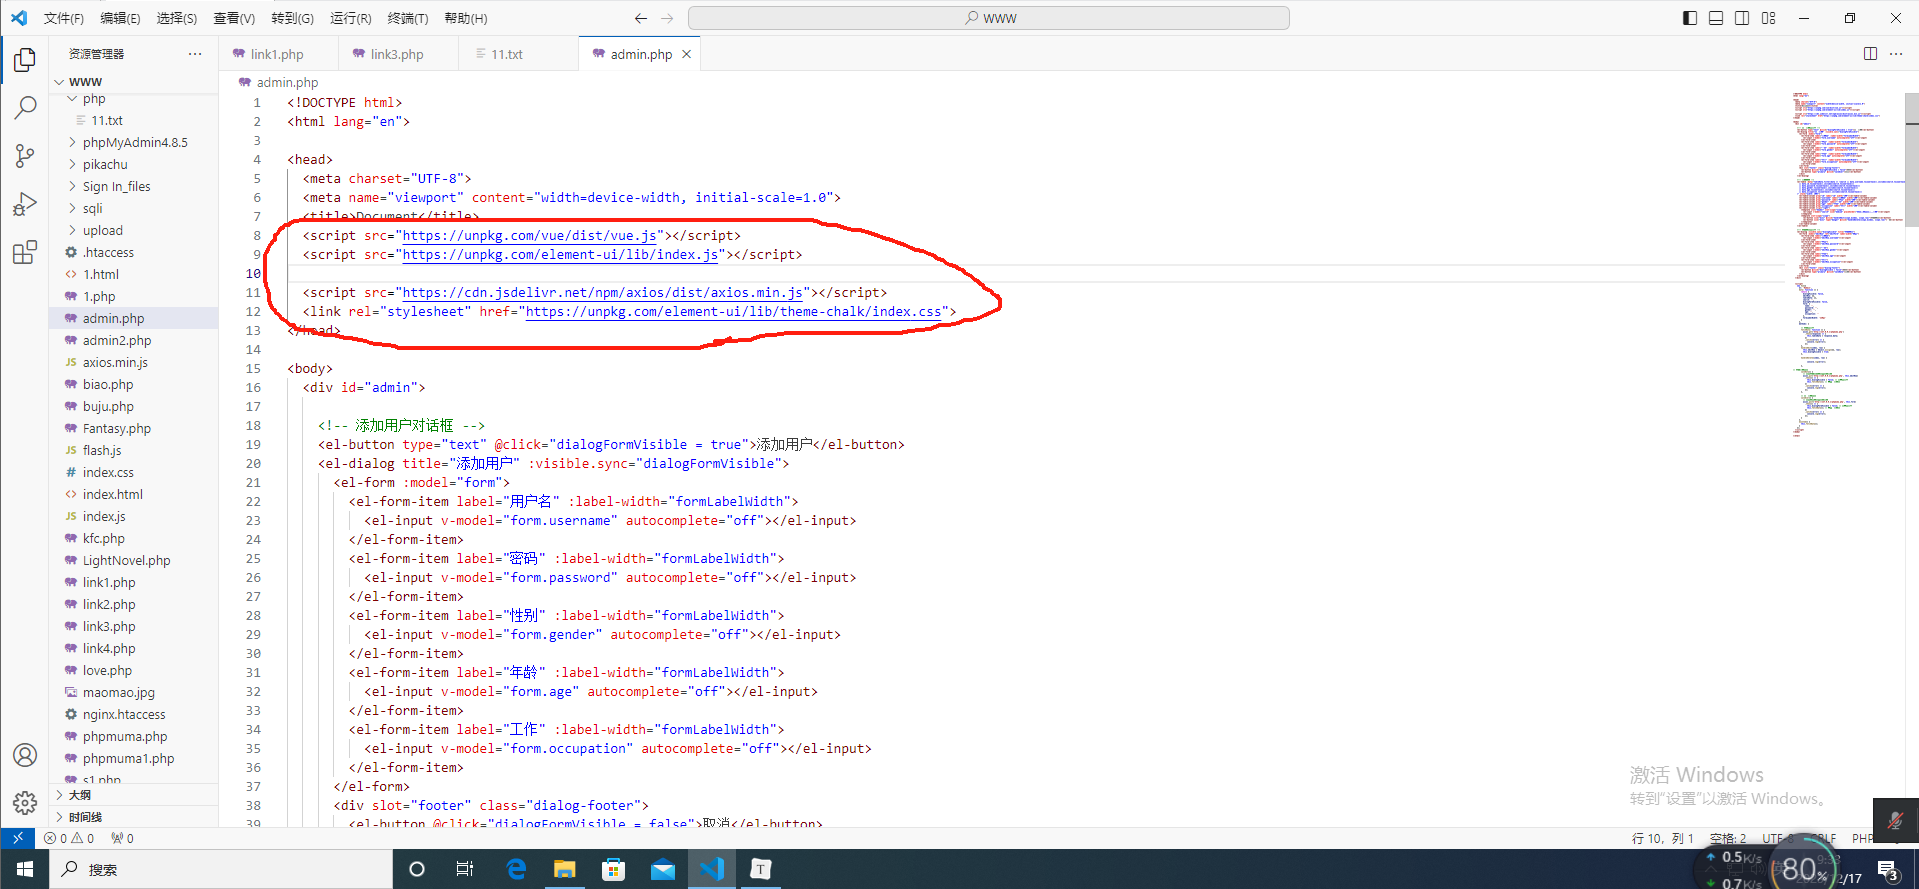 文件(F) 编辑(E) 选择(S) 查看(V) 转到(G) 运行(R) 终端(T) 帮助(H)
WWW
资源管理器
link1.php link3.php 11.txt admin.php
admin.php
WWW
php
11.txt
phpMyAdmin4.8.5
pikachu
Sign In_files
sqli
upload
.htaccess
1.html
1.php
admin.php
admin2.php
axios.min.js
biao.php
buju.php
Fantasy.php
flash.js
index.css
index.html
index.js
kfc.php
LightNovel.php
link1.php
link2.php
link3.php
link4.php
love.php
maomao.jpg
nginx.htaccess
phpmuma.php
phpmuma1.php
s1.php
大纲
时间线
1 <!DOCTYPE html>
2 <html lang="en">
3
4 <head>
5 <meta charset="UTF-8">
6 <meta name="viewport" content="width=device-width, initial-scale=1.0">
7 <title>Document</title>
8 <script src="https://unpkg.com/vue/dist/vue.js"></script>
9 <script src="https://unpkg.com/element-ui/lib/index.js"></script>
10
11 <script src="https://cdn.jsdelivr.net/npm/axios/dist/axios.min.js"></script>
12 <link rel="stylesheet" href="https://unpkg.com/element-ui/lib/theme-chalk/index.css">
13 </head>
14
15 <body>
16 <div id="admin">
17
18 <!-- 添加用户对话框 -->
19 <el-button type="text" @click="dialogFormVisible = true">添加用户</el-button>
20 <el-dialog title="添加用户" :visible.sync="dialogFormVisible">
21 <el-form :model="form">
22 <el-form-item label="用户名" :label-width="formLabelWidth">
23 <el-input v-model="form.username" autocomplete="off"></el-input>
24 </el-form-item>
25 <el-form-item label="密码" :label-width="formLabelWidth">
26 <el-input v-model="form.password" autocomplete="off"></el-input>
27 </el-form-item>
28 <el-form-item label="性别" :label-width="formLabelWidth">
29 <el-input v-model="form.gender" autocomplete="off"></el-input>
30 </el-form-item>
31 <el-form-item label="年龄" :label-width="formLabelWidth">
32 <el-input v-model="form.age" autocomplete="off"></el-input>
33 </el-form-item>
34 <el-form-item label="工作" :label-width="formLabelWidth">
35 <el-input v-model="form.occupation" autocomplete="off"></el-input>
36 </el-form-item>
37 </el-form>
38 <div slot="footer" class="dialog-footer">
39 <el-button @click="dialogFormVisible = false">取消</el-button>
激活 Windows
转到"设置"以激活 Windows。
0 0 0
行 10，列 1 空格: 2 UTF-8 CRLF PHP
搜索
0.5K/s
0.7K/s
80%
9:33
12/17
3